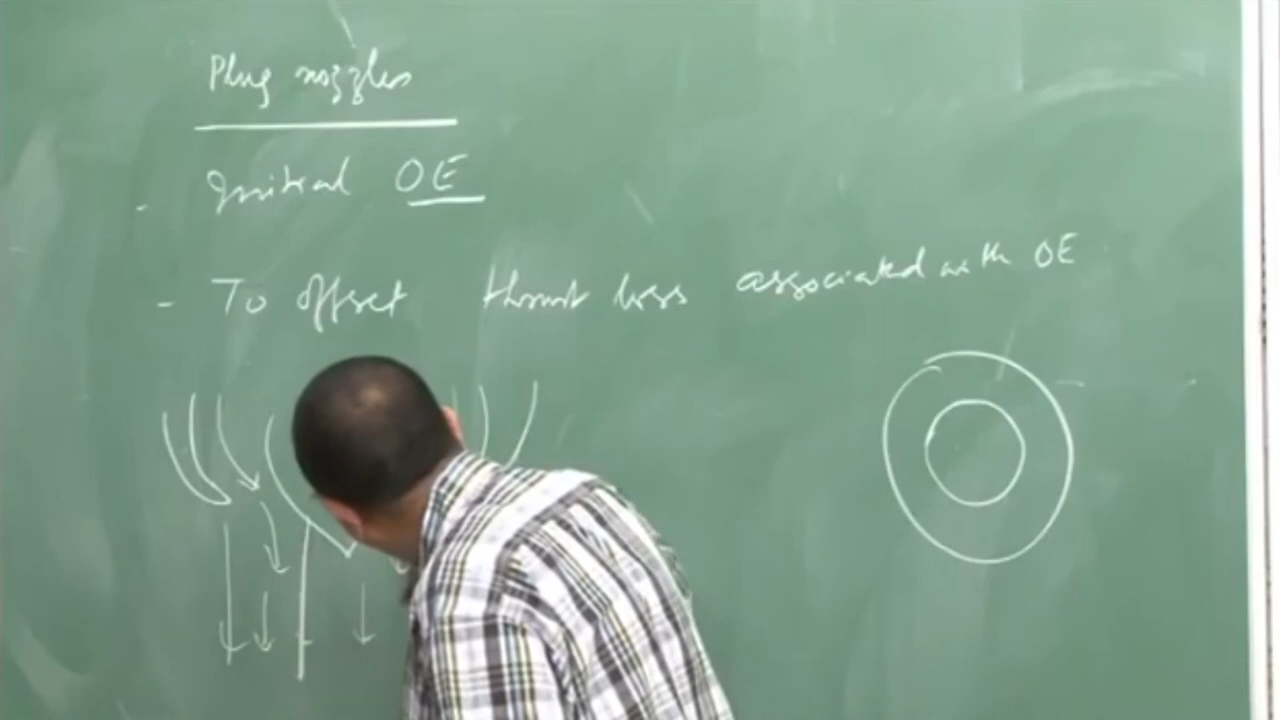 Plug nozzles
- Initial OE
- To offset thrust loss associated with OE